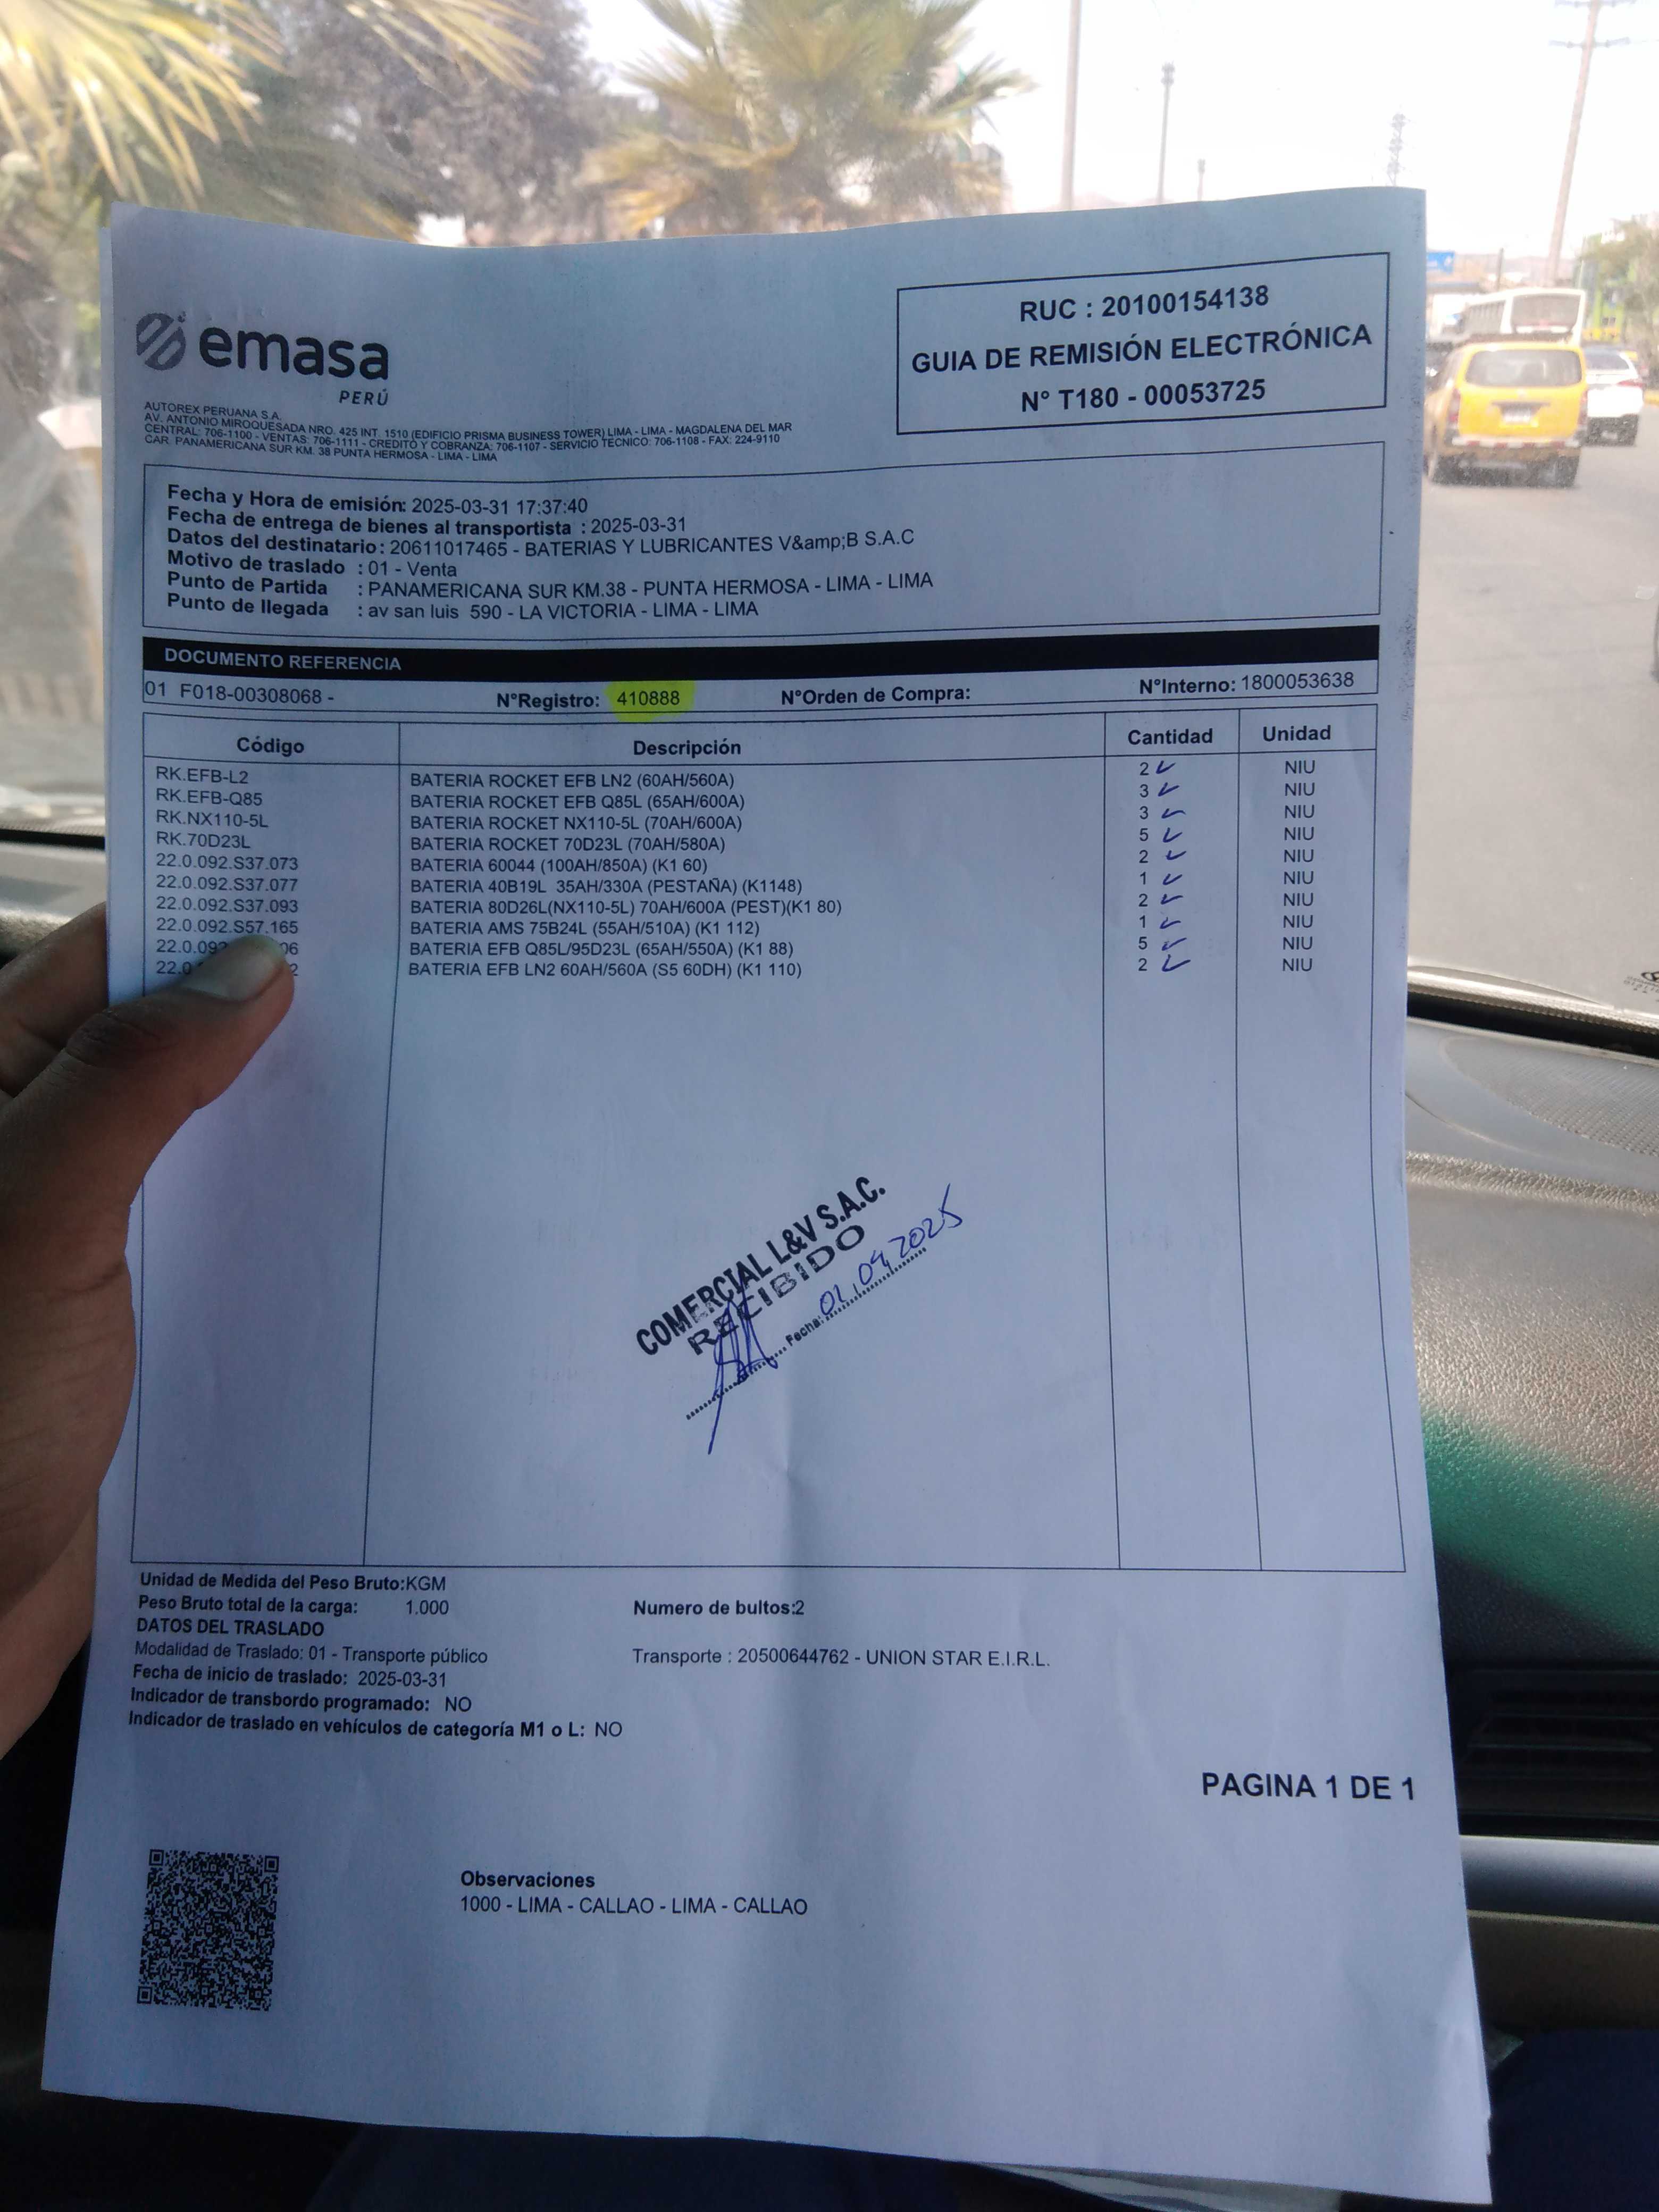 emasa
PERÚ
RUC : 20100154138
GUIA DE REMISIÓN ELECTRÓNICA
N° T180 - 00053725
AUTOREX PERUANA S.A.
AV. ANTONIO MIROQUESADA NRO. 425 INT. 1510 (EDIFICIO PRISMA BUSINESS TOWER) LIMA - LIMA - MAGDALENA DEL MAR
CENTRAL: 706-1100 - VENTAS: 706-1111 - CREDITO Y COBRANZA: 706-1107 - SERVICIO TECNICO: 706-1108 - FAX: 224-9110
CAR. PANAMERICANA SUR KM. 38 PUNTA HERMOSA - LIMA - LIMA
Fecha y Hora de emisión: 2025-03-31 17:37:40
Fecha de entrega de bienes al transportista : 2025-03-31
Datos del destinatario : 20611017465 - BATERIAS Y LUBRICANTES V&amp;B S.A.C
Motivo de traslado : 01 - Venta
Punto de Partida : PANAMERICANA SUR KM.38 - PUNTA HERMOSA - LIMA - LIMA
Punto de llegada : av san luis 590 - LA VICTORIA - LIMA - LIMA
DOCUMENTO REFERENCIA
01 F018-00308068 - N°Registro: 410888 N°Orden de Compra: N°Interno: 1800053638
Código Descripción Cantidad Unidad
RK.EFB-L2 BATERIA ROCKET EFB LN2 (60AH/560A) 2 NIU
RK.EFB-Q85 BATERIA ROCKET EFB Q85L (65AH/600A) 3 NIU
RK.NX110-5L BATERIA ROCKET NX110-5L (70AH/600A) 3 NIU
RK.70D23L BATERIA ROCKET 70D23L (70AH/580A) 5 NIU
22.0.092.S37.073 BATERIA 60044 (100AH/850A) (K1 60) 2 NIU
22.0.092.S37.077 BATERIA 40B19L 35AH/330A (PESTAÑA) (K1148) 1 NIU
22.0.092.S37.093 BATERIA 80D26L(NX110-5L) 70AH/600A (PEST)(K1 80) 2 NIU
22.0.092.S57.165 BATERIA AMS 75B24L (55AH/510A) (K1 112) 1 NIU
BATERIA EFB Q85L/95D23L (65AH/550A) (K1 88) 5 NIU
BATERIA EFB LN2 60AH/560A (S5 60DH) (K1 110) 2 NIU
COMERCIAL L&V S.A.C.
RECIBIDO
Fecha: 01,04,2025
Unidad de Medida del Peso Bruto:KGM
Peso Bruto total de la carga: 1.000 Numero de bultos:2
DATOS DEL TRASLADO
Modalidad de Traslado: 01 - Transporte público Transporte : 20500644762 - UNION STAR E.I.R.L.
Fecha de inicio de traslado: 2025-03-31
Indicador de transbordo programado: NO
Indicador de traslado en vehículos de categoría M1 o L: NO
PAGINA 1 DE 1
Observaciones
1000 - LIMA - CALLAO - LIMA - CALLAO